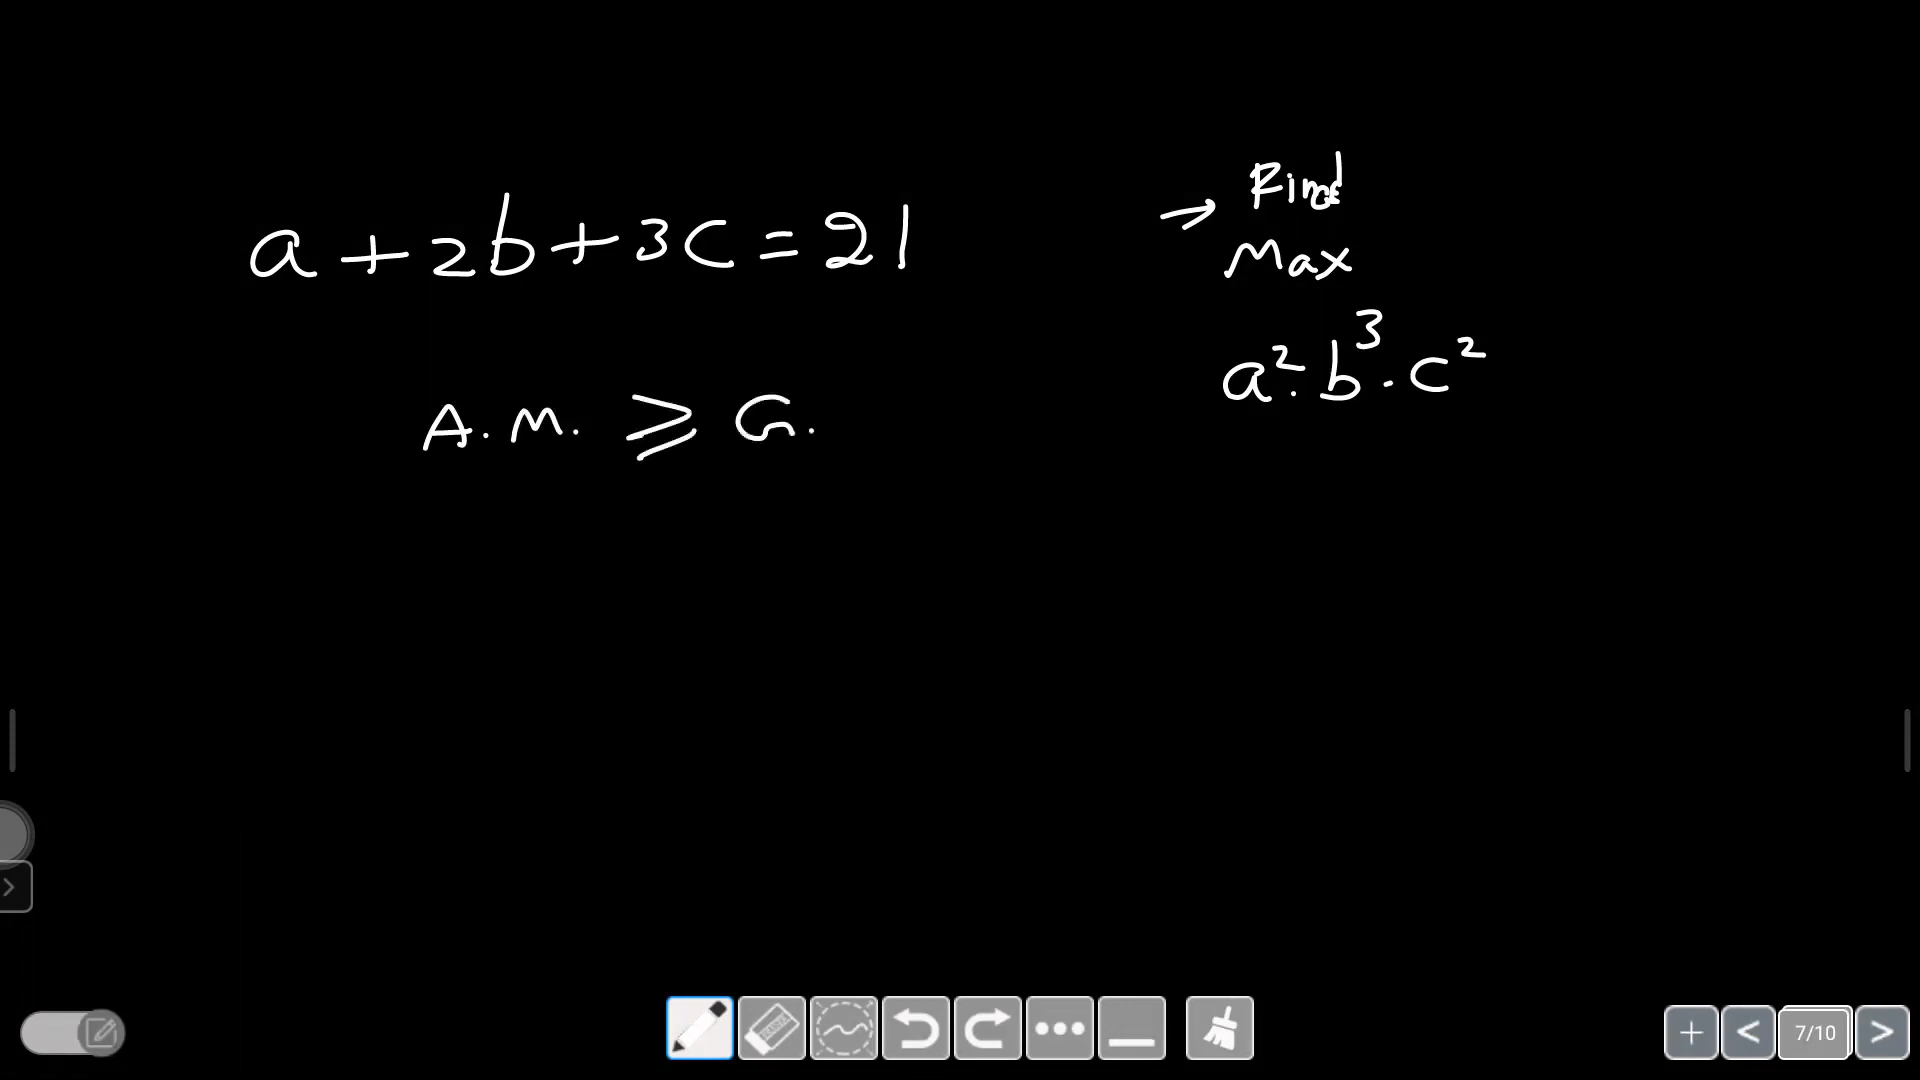 a + 2b + 3c = 21
A.M. ⩾ G.
→ Find
Max
a². b³. c²
7/10